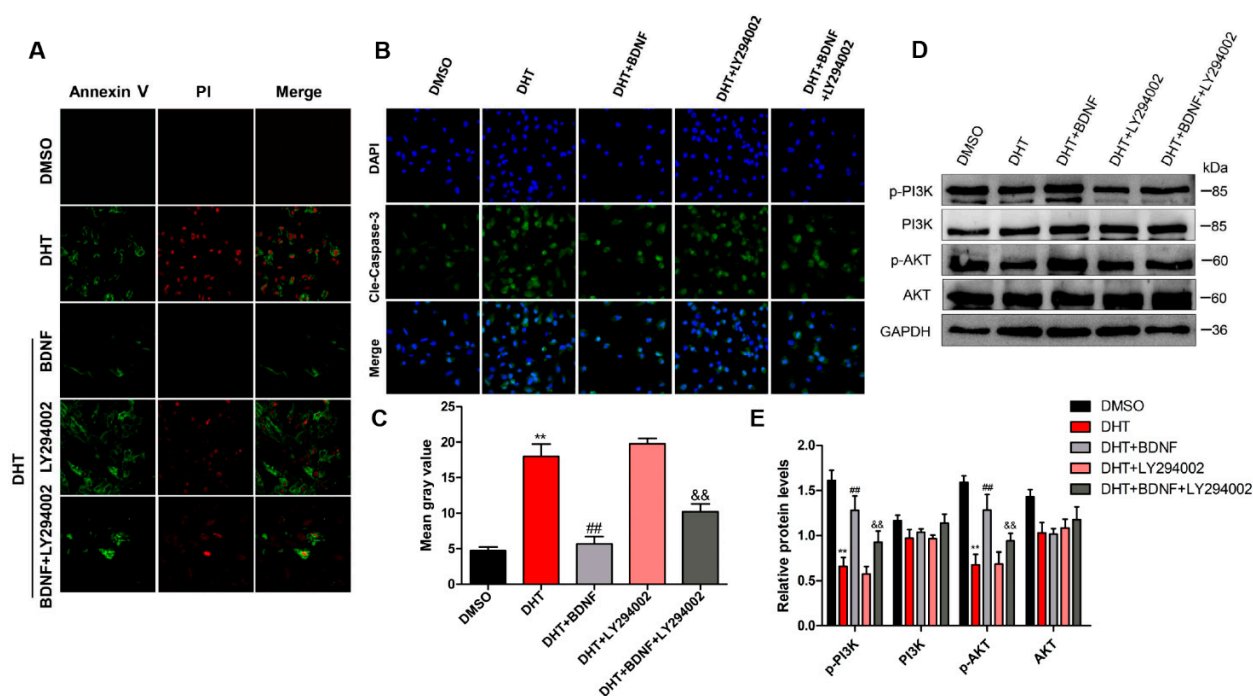 A
Annexin V PI Merge
DMSO
DHT
DHT
BDNF
LY294002
BDNF+LY294002
B
DMSO
DHT
DHT+BDNF
DHT+LY294002
DHT+BDNF
+LY294002
DAPI
Cle-Caspase-3
Merge
C
Mean gray value
25
20
15
10
5
0
**
##
&&
DMSO
DHT
DHT+BDNF
DHT+LY294002
DHT+BDNF+LY294002
D
DMSO
DHT
DHT+BDNF
DHT+LY294002
DHT+BDNF+LY294002
kDa
p-PI3K 85
PI3K 85
p-AKT 60
AKT 60
GAPDH 36
E
DMSO
DHT
DHT+BDNF
DHT+LY294002
DHT+BDNF+LY294002
Relative protein levels
2.0
1.5
1.0
0.5
0.0
**
##
&&
**
##
&&
p-PI3K
PI3K
p-AKT
AKT